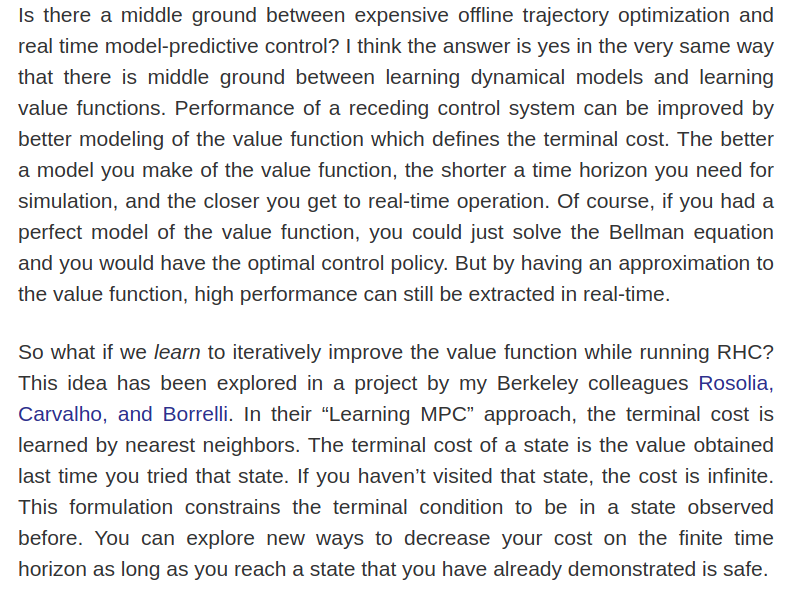 Is there a middle ground between expensive offline trajectory optimization and
real time model-predictive control? I think the answer is yes in the very same way
that there is middle ground between learning dynamical models and learning
value functions. Performance of a receding control system can be improved by
better modeling of the value function which defines the terminal cost. The better
a model you make of the value function, the shorter a time horizon you need for
simulation, and the closer you get to real-time operation. Of course, if you had a
perfect model of the value function, you could just solve the Bellman equation
and you would have the optimal control policy. But by having an approximation to
the value function, high performance can still be extracted in real-time.
So what if we learn to iteratively improve the value function while running RHC?
This idea has been explored in a project by my Berkeley colleagues Rosolia,
Carvalho, and Borrelli. In their “Learning MPC” approach, the terminal cost is
learned by nearest neighbors. The terminal cost of a state is the value obtained
last time you tried that state. If you haven’t visited that state, the cost is infinite.
This formulation constrains the terminal condition to be in a state observed
before. You can explore new ways to decrease your cost on the finite time
horizon as long as you reach a state that you have already demonstrated is safe.